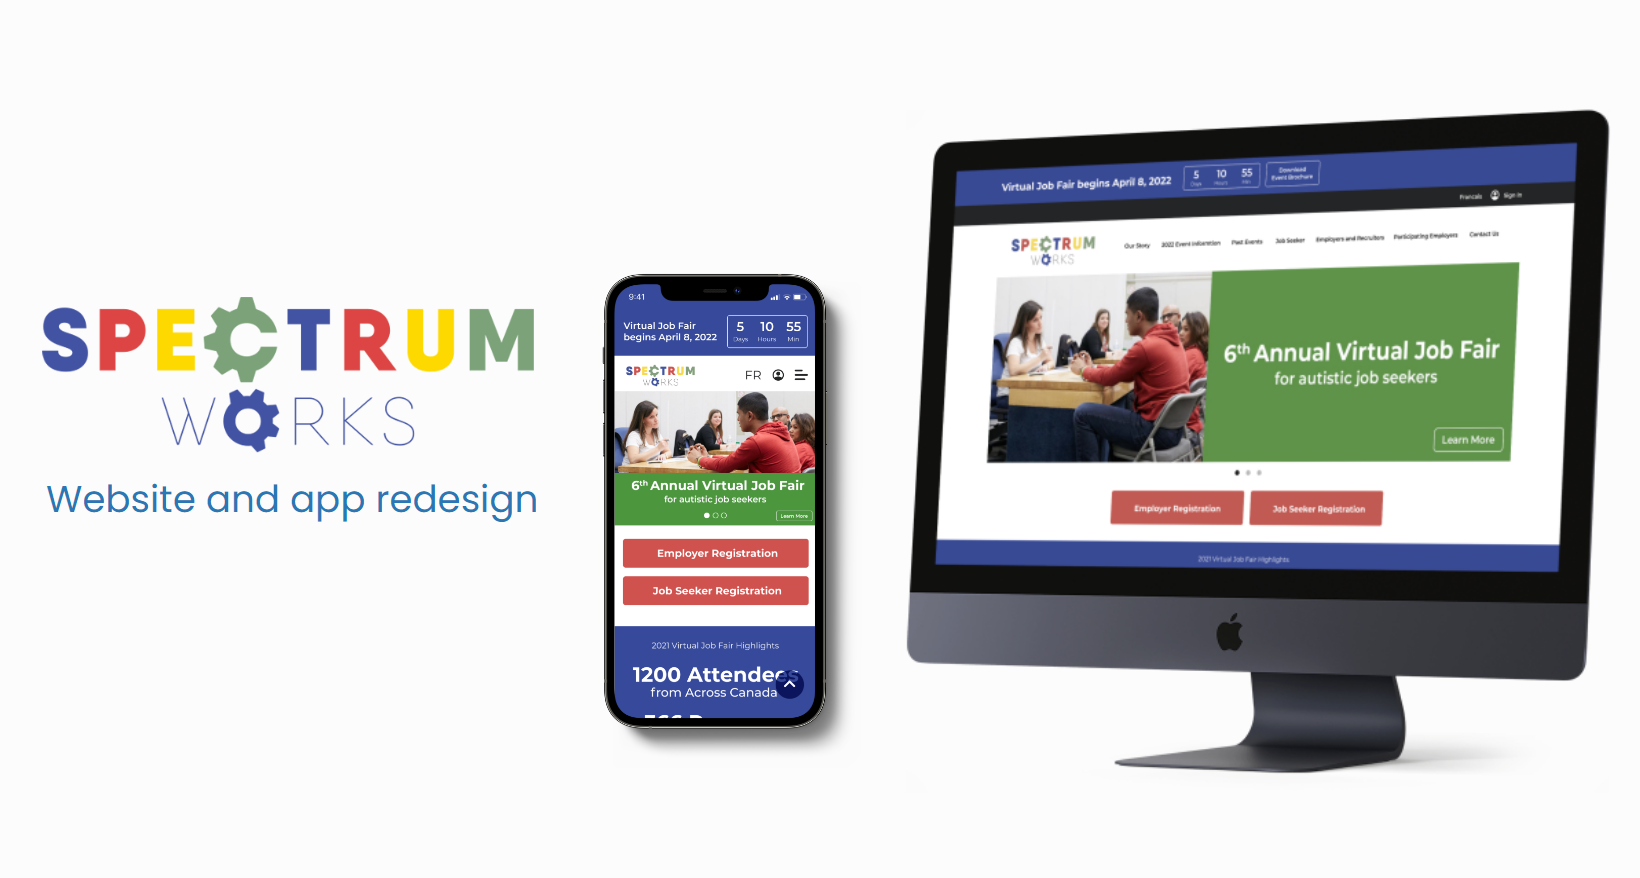 SPECTRUM
WORKS
Website and app redesign
9:41
Virtual Job Fair
begins April 8, 2022
5 10 55
Days Hours Min
SPECTRUM
WORKS
FR
6th Annual Virtual Job Fair
for autistic job seekers
Learn More
Employer Registration
Job Seeker Registration
2021 Virtual Job Fair Highlights
1200 Attendees
from Across Canada
Virtual Job Fair begins April 8, 2022
5 10 55
Days Hours Min
Download
Event Brochure
Francais Sign In
SPECTRUM
WORKS
Our Story 2022 Event Information Past Events Job Seeker Employers and Recruitors Participating Employers Contact Us
6th Annual Virtual Job Fair
for autistic job seekers
Learn More
Employer Registration Job Seeker Registration
2021 Virtual Job Fair Highlights